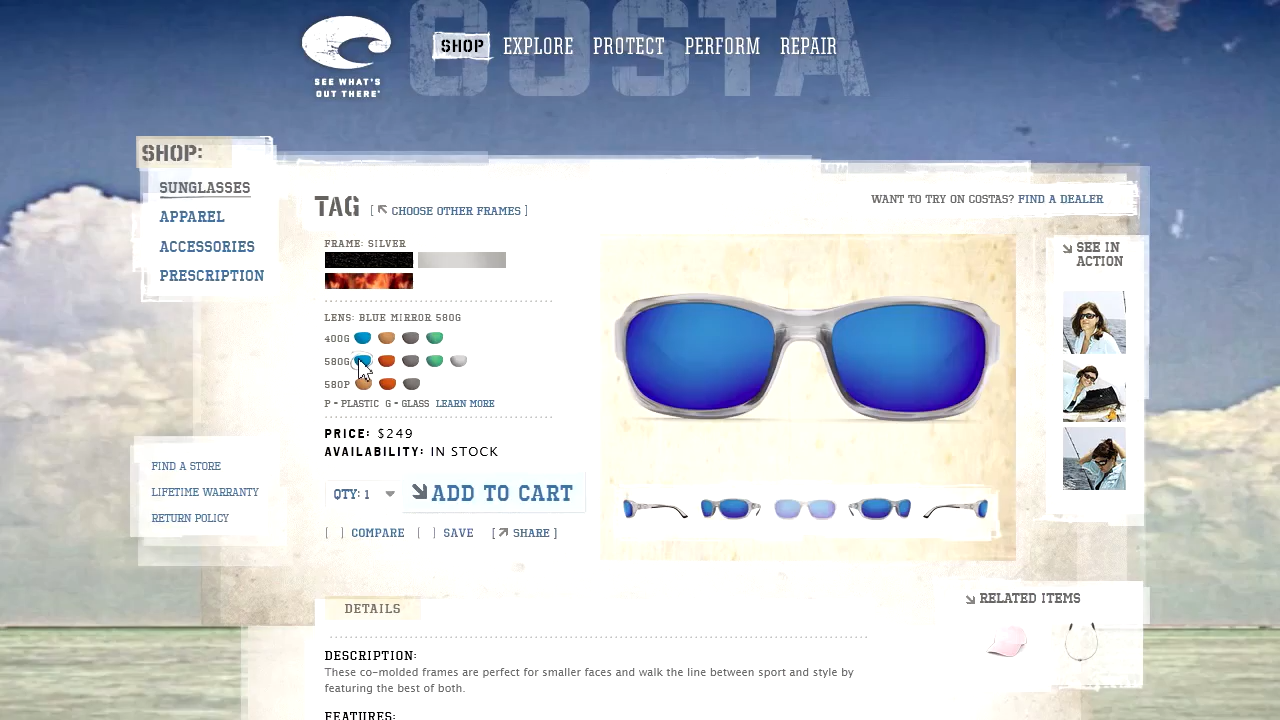 COSTA
SEE WHAT'S
OUT THERE
SHOP EXPLORE PROTECT PERFORM REPAIR
SHOP:
SUNGLASSES
APPAREL
ACCESSORIES
PRESCRIPTION
TAG [ CHOOSE OTHER FRAMES ]
WANT TO TRY ON COSTAS? FIND A DEALER
FRAME: SILVER
LENS: BLUE MIRROR 580G
400G
580G
580P
P = PLASTIC G = GLASS LEARN MORE
PRICE: $249
AVAILABILITY: IN STOCK
QTY: 1 ADD TO CART
[ ] COMPARE [ ] SAVE [ SHARE ]
SEE IN
ACTION
FIND A STORE
LIFETIME WARRANTY
RETURN POLICY
DETAILS
RELATED ITEMS
DESCRIPTION:
These co-molded frames are perfect for smaller faces and walk the line between sport and style by
featuring the best of both.
FEATURES: